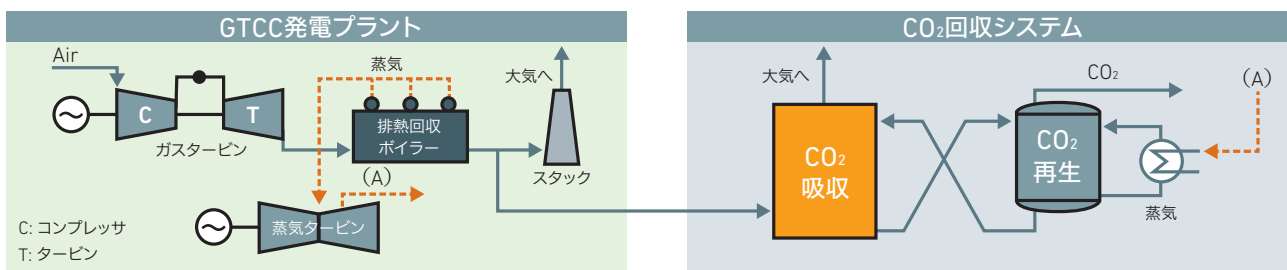 GTCC発電プラント
Air
C
T
ガスタービン
蒸気
排熱回収
ボイラー
大気へ
スタック
(A)
蒸気タービン
C: コンプレッサ
T: タービン
CO₂回収システム
大気へ
CO₂
吸収
CO₂
CO₂
再生
(A)
蒸気